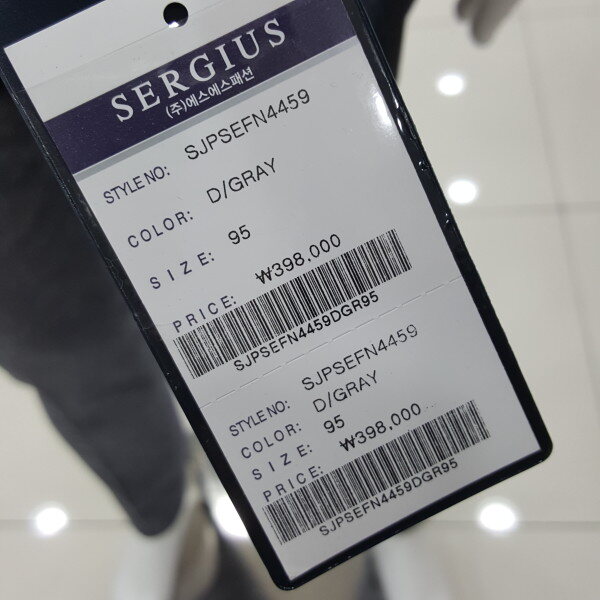 SERGIUS
(주)에스에스패션
STYLE NO: SJPSEFN4459
COLOR: D/GRAY
SIZE: 95
PRICE: ₩398,000
SJPSEFN4459DGR95
STYLE NO: SJPSEFN4459
COLOR: D/GRAY
SIZE: 95
PRICE: ₩398,000
SJPSEFN4459DGR95